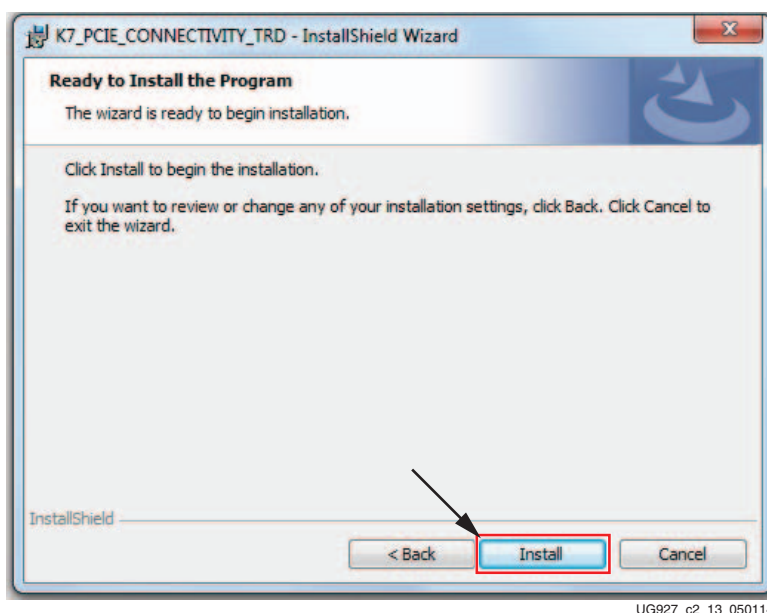 K7_PCIE_CONNECTIVITY_TRD - InstallShield Wizard
Ready to Install the Program
The wizard is ready to begin installation.
Click Install to begin the installation.
If you want to review or change any of your installation settings, click Back. Click Cancel to
exit the wizard.
InstallShield
< Back
Install
Cancel
UG927_c2_13_05011